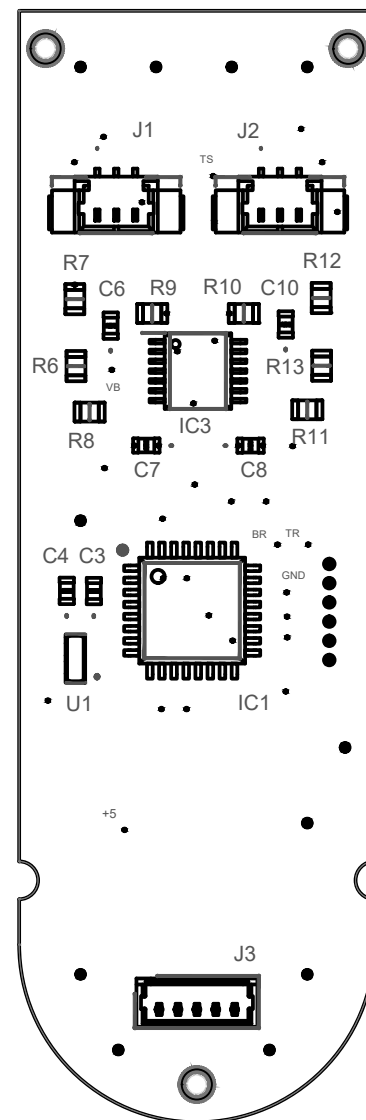 J1 J2
TS
R7 C6 R9 R10 C10 R12
R6 R13
VB
R8 IC3 R11
C7 C8
BR TR
C4 C3
GND
U1 IC1
+5
J3